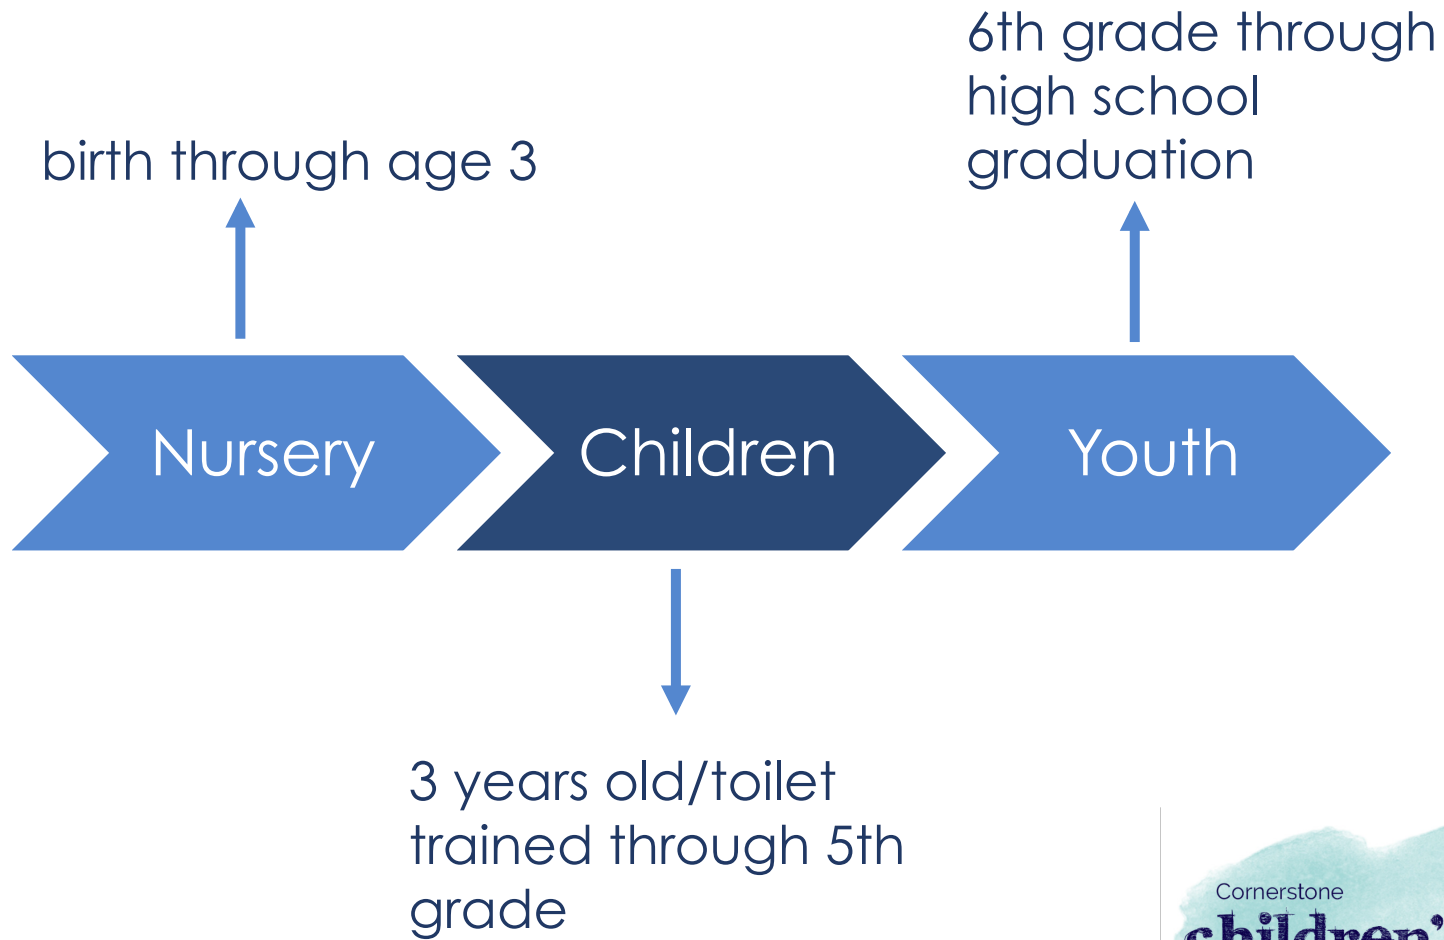 6th grade through
high school
graduation
birth through age 3
Nursery
Children
Youth
3 years old/toilet
trained through 5th
grade
Cornerstone
children'